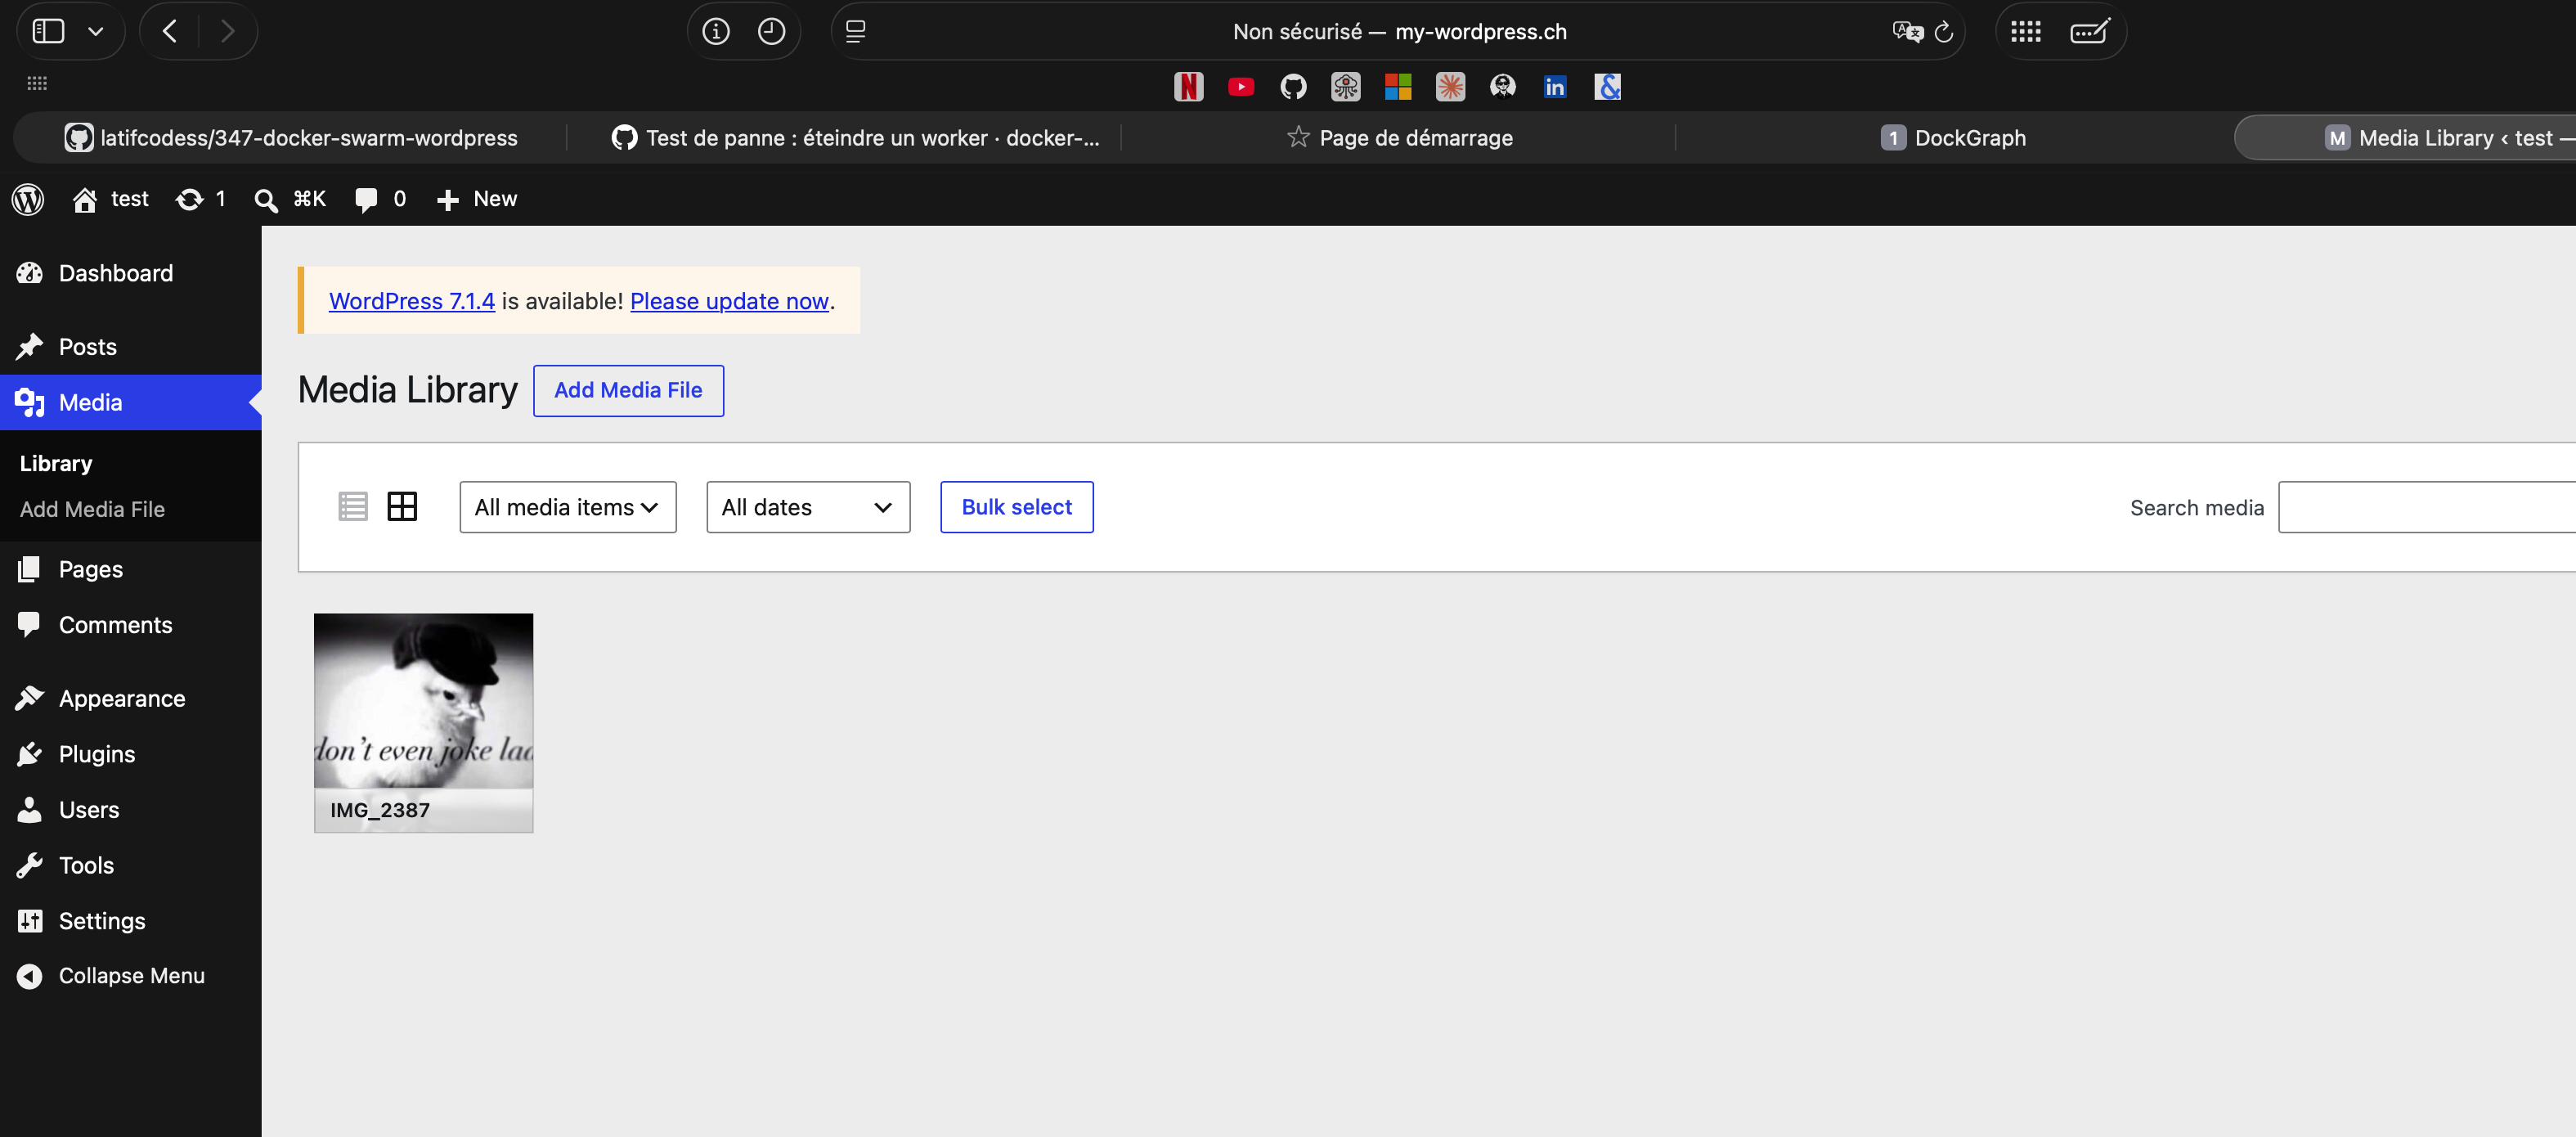 Non sécurisé — my-wordpress.ch
latifcodess/347-docker-swarm-wordpress
Test de panne : éteindre un worker · docker-...
Page de démarrage
1 DockGraph
M Media Library ‹ test —
test
1
⌘K
0
New
Dashboard
Posts
Media
Library
Add Media File
Pages
Comments
Appearance
Plugins
Users
Tools
Settings
Collapse Menu
WordPress 7.1.4 is available! Please update now.
Media Library
Add Media File
All media items
All dates
Bulk select
Search media
don't even joke lad
IMG_2387